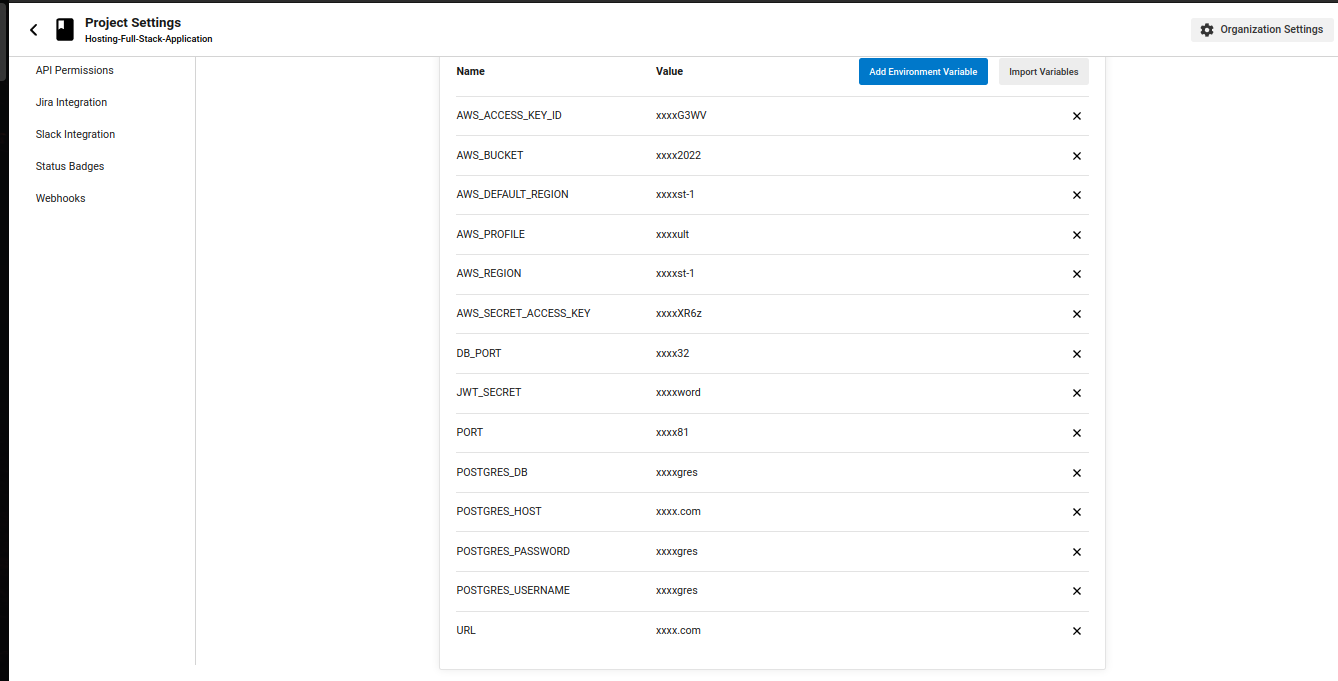 Project Settings
Hosting-Full-Stack-Application
Organization Settings
API Permissions
Jira Integration
Slack Integration
Status Badges
Webhooks
Name Value Add Environment Variable Import Variables
AWS_ACCESS_KEY_ID xxxxG3WV
AWS_BUCKET xxxx2022
AWS_DEFAULT_REGION xxxxst-1
AWS_PROFILE xxxxult
AWS_REGION xxxxst-1
AWS_SECRET_ACCESS_KEY xxxxXR6z
DB_PORT xxxx32
JWT_SECRET xxxxword
PORT xxxx81
POSTGRES_DB xxxxgres
POSTGRES_HOST xxxx.com
POSTGRES_PASSWORD xxxxgres
POSTGRES_USERNAME xxxxgres
URL xxxx.com